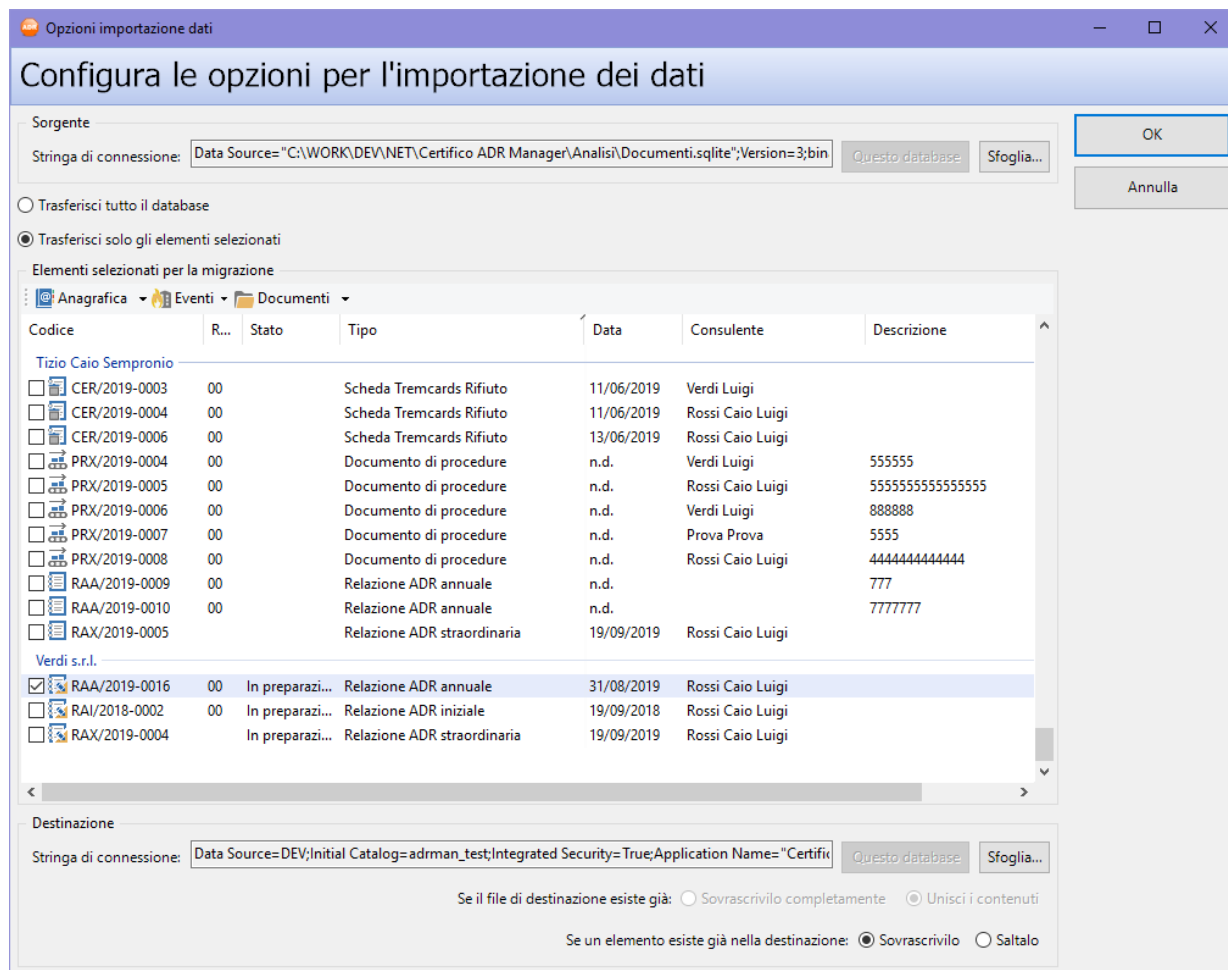 Opzioni importazione dati
Configura le opzioni per l'importazione dei dati
Sorgente
Stringa di connessione: Data Source="C:\WORK\DEV\NET\Certifico ADR Manager\Analisi\Documenti.sqlite";Version=3;bin Questo database Sfoglia...
OK
Annulla
Trasferisci tutto il database
Trasferisci solo gli elementi selezionati
Elementi selezionati per la migrazione
Anagrafica Eventi Documenti
Codice R... Stato Tipo Data Consulente Descrizione
Tizio Caio Sempronio
CER/2019-0003 00 Scheda Tremcards Rifiuto 11/06/2019 Verdi Luigi
CER/2019-0004 00 Scheda Tremcards Rifiuto 11/06/2019 Rossi Caio Luigi
CER/2019-0006 00 Scheda Tremcards Rifiuto 13/06/2019 Rossi Caio Luigi
PRX/2019-0004 00 Documento di procedure n.d. Verdi Luigi 555555
PRX/2019-0005 00 Documento di procedure n.d. Rossi Caio Luigi 5555555555555555
PRX/2019-0006 00 Documento di procedure n.d. Verdi Luigi 888888
PRX/2019-0007 00 Documento di procedure n.d. Prova Prova 5555
PRX/2019-0008 00 Documento di procedure n.d. Rossi Caio Luigi 4444444444444
RAA/2019-0009 00 Relazione ADR annuale n.d. 777
RAA/2019-0010 00 Relazione ADR annuale n.d. 7777777
RAX/2019-0005 Relazione ADR straordinaria 19/09/2019 Rossi Caio Luigi
Verdi s.r.l.
RAA/2019-0016 00 In preparazi... Relazione ADR annuale 31/08/2019 Rossi Caio Luigi
RAI/2018-0002 00 In preparazi... Relazione ADR iniziale 19/09/2018 Rossi Caio Luigi
RAX/2019-0004 In preparazi... Relazione ADR straordinaria 19/09/2019 Rossi Caio Luigi
Destinazione
Stringa di connessione: Data Source=DEV;Initial Catalog=adrman_test;Integrated Security=True;Application Name="Certific Questo database Sfoglia...
Se il file di destinazione esiste già: Sovrascrivilo completamente Unisci i contenuti
Se un elemento esiste già nella destinazione: Sovrascrivilo Saltalo